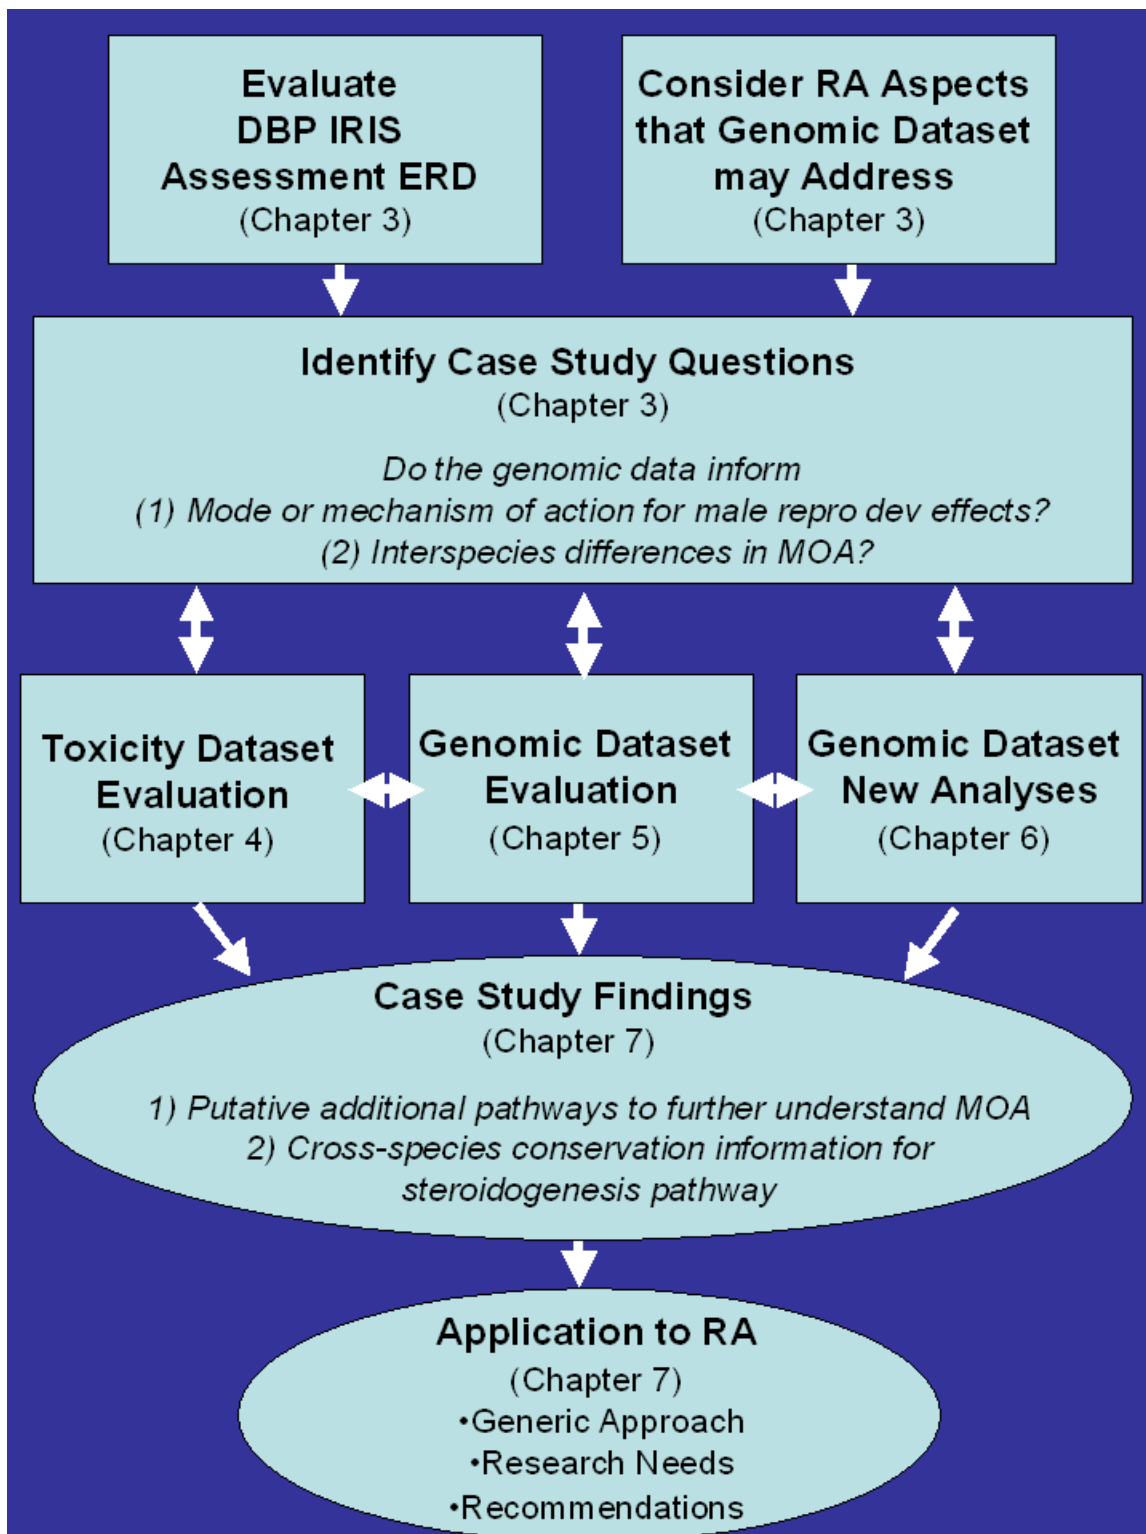 Evaluate
DBP IRIS
Assessment ERD
(Chapter 3)
Consider RA Aspects
that Genomic Dataset
may Address
(Chapter 3)
Identify Case Study Questions
(Chapter 3)
Do the genomic data inform
(1) Mode or mechanism of action for male repro dev effects?
(2) Interspecies differences in MOA?
Toxicity Dataset
Evaluation
(Chapter 4)
Genomic Dataset
Evaluation
(Chapter 5)
Genomic Dataset
New Analyses
(Chapter 6)
Case Study Findings
(Chapter 7)
1) Putative additional pathways to further understand MOA
2) Cross-species conservation information for
steroidogenesis pathway
Application to RA
(Chapter 7)
•Generic Approach
•Research Needs
•Recommendations